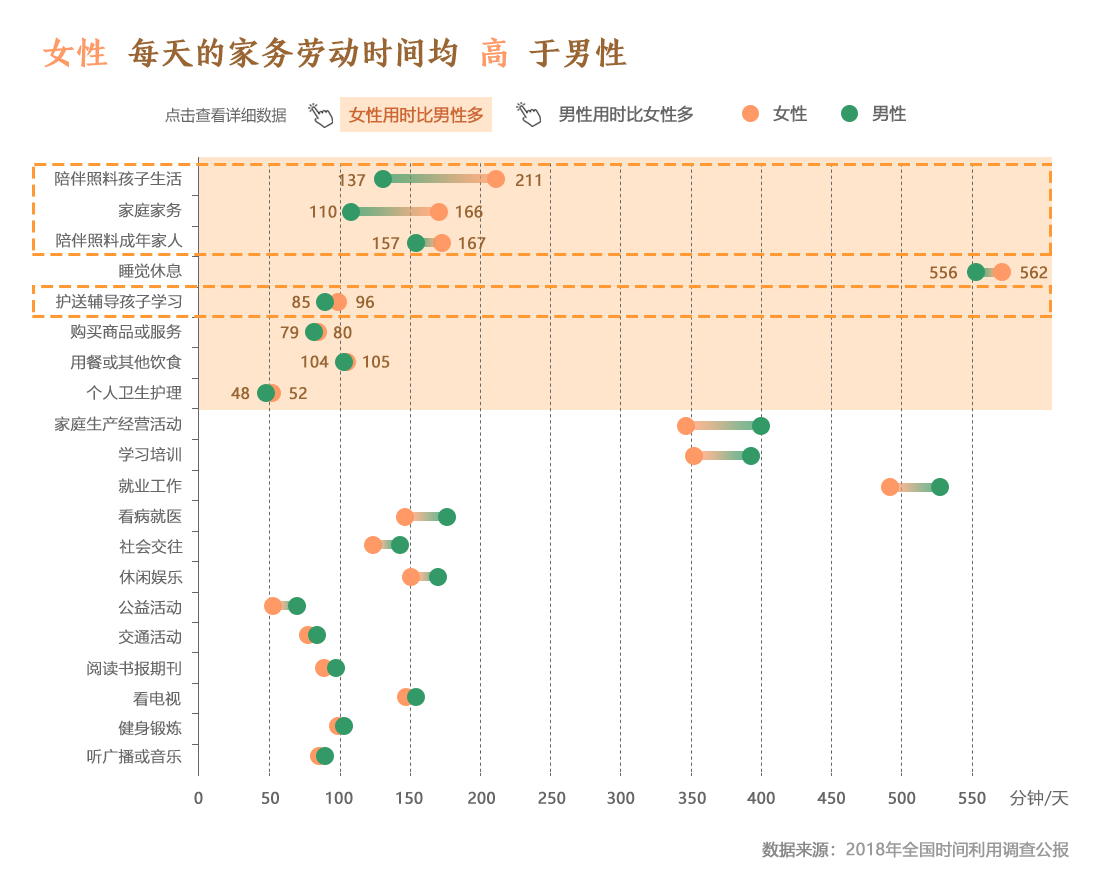 女性 每天的家务劳动时间均 高 于男性
点击查看详细数据 女性用时比男性多 男性用时比女性多 女性 男性
陪伴照料孩子生活 137 211
家庭家务 110 166
陪伴照料成年家人 157 167
睡觉休息 556 562
护送辅导孩子学习 85 96
购买商品或服务 79 80
用餐或其他饮食 104 105
个人卫生护理 48 52
家庭生产经营活动
学习培训
就业工作
看病就医
社会交往
休闲娱乐
公益活动
交通活动
阅读书报期刊
看电视
健身锻炼
听广播或音乐
0 50 100 150 200 250 300 350 400 450 500 550 分钟/天
数据来源：2018年全国时间利用调查公报